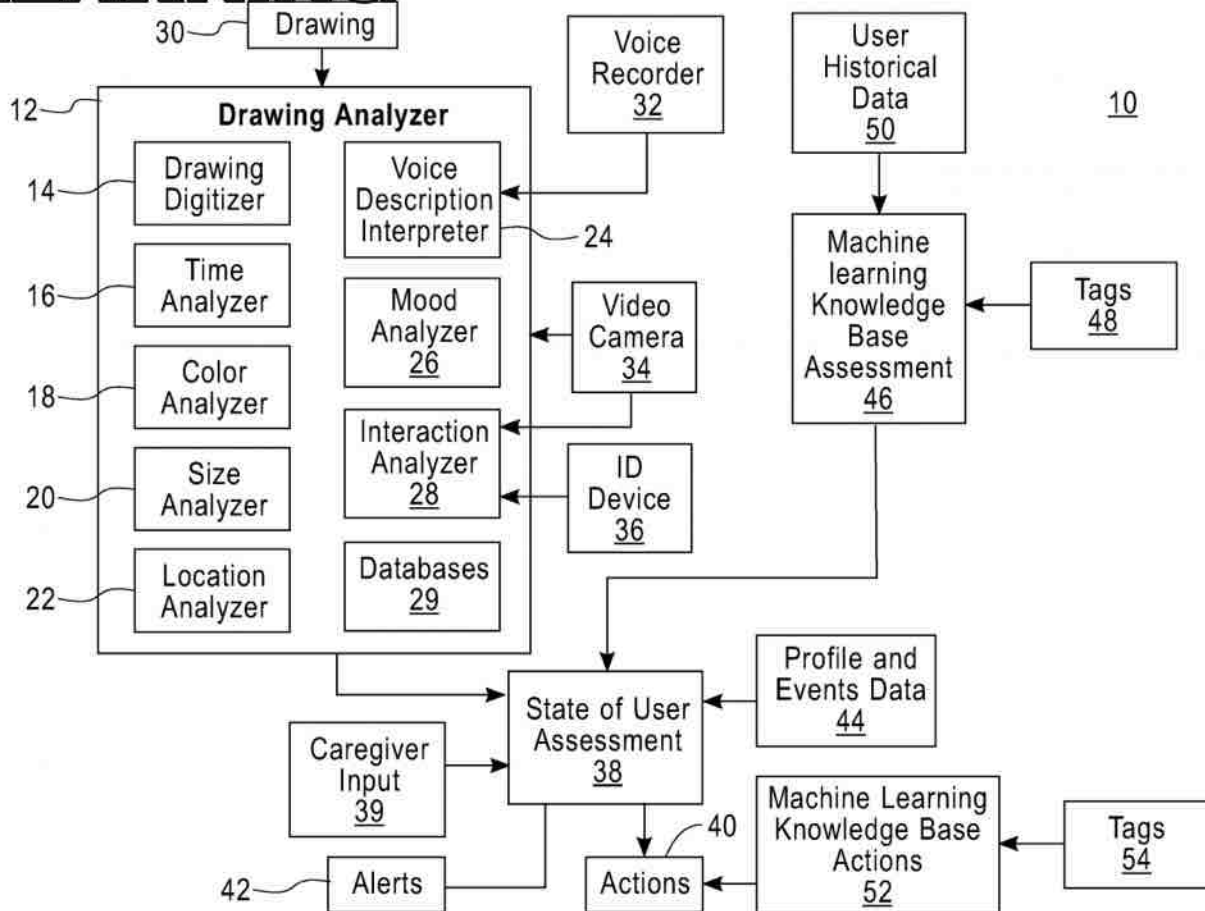 30
Drawing
Voice
Recorder
32
User
Historical
Data
50
10
12
Drawing Analyzer
14
Drawing
Digitizer
Voice
Description
Interpreter
24
16
Time
Analyzer
Mood
Analyzer
26
Video
Camera
34
Machine
learning
Knowledge
Base
Assessment
46
Tags
48
18
Color
Analyzer
Interaction
Analyzer
28
20
Size
Analyzer
ID
Device
36
22
Location
Analyzer
Databases
29
State of User
Assessment
38
Profile and
Events Data
44
Caregiver
Input
39
40
Machine Learning
Knowledge Base
Actions
52
Tags
54
42
Alerts
Actions